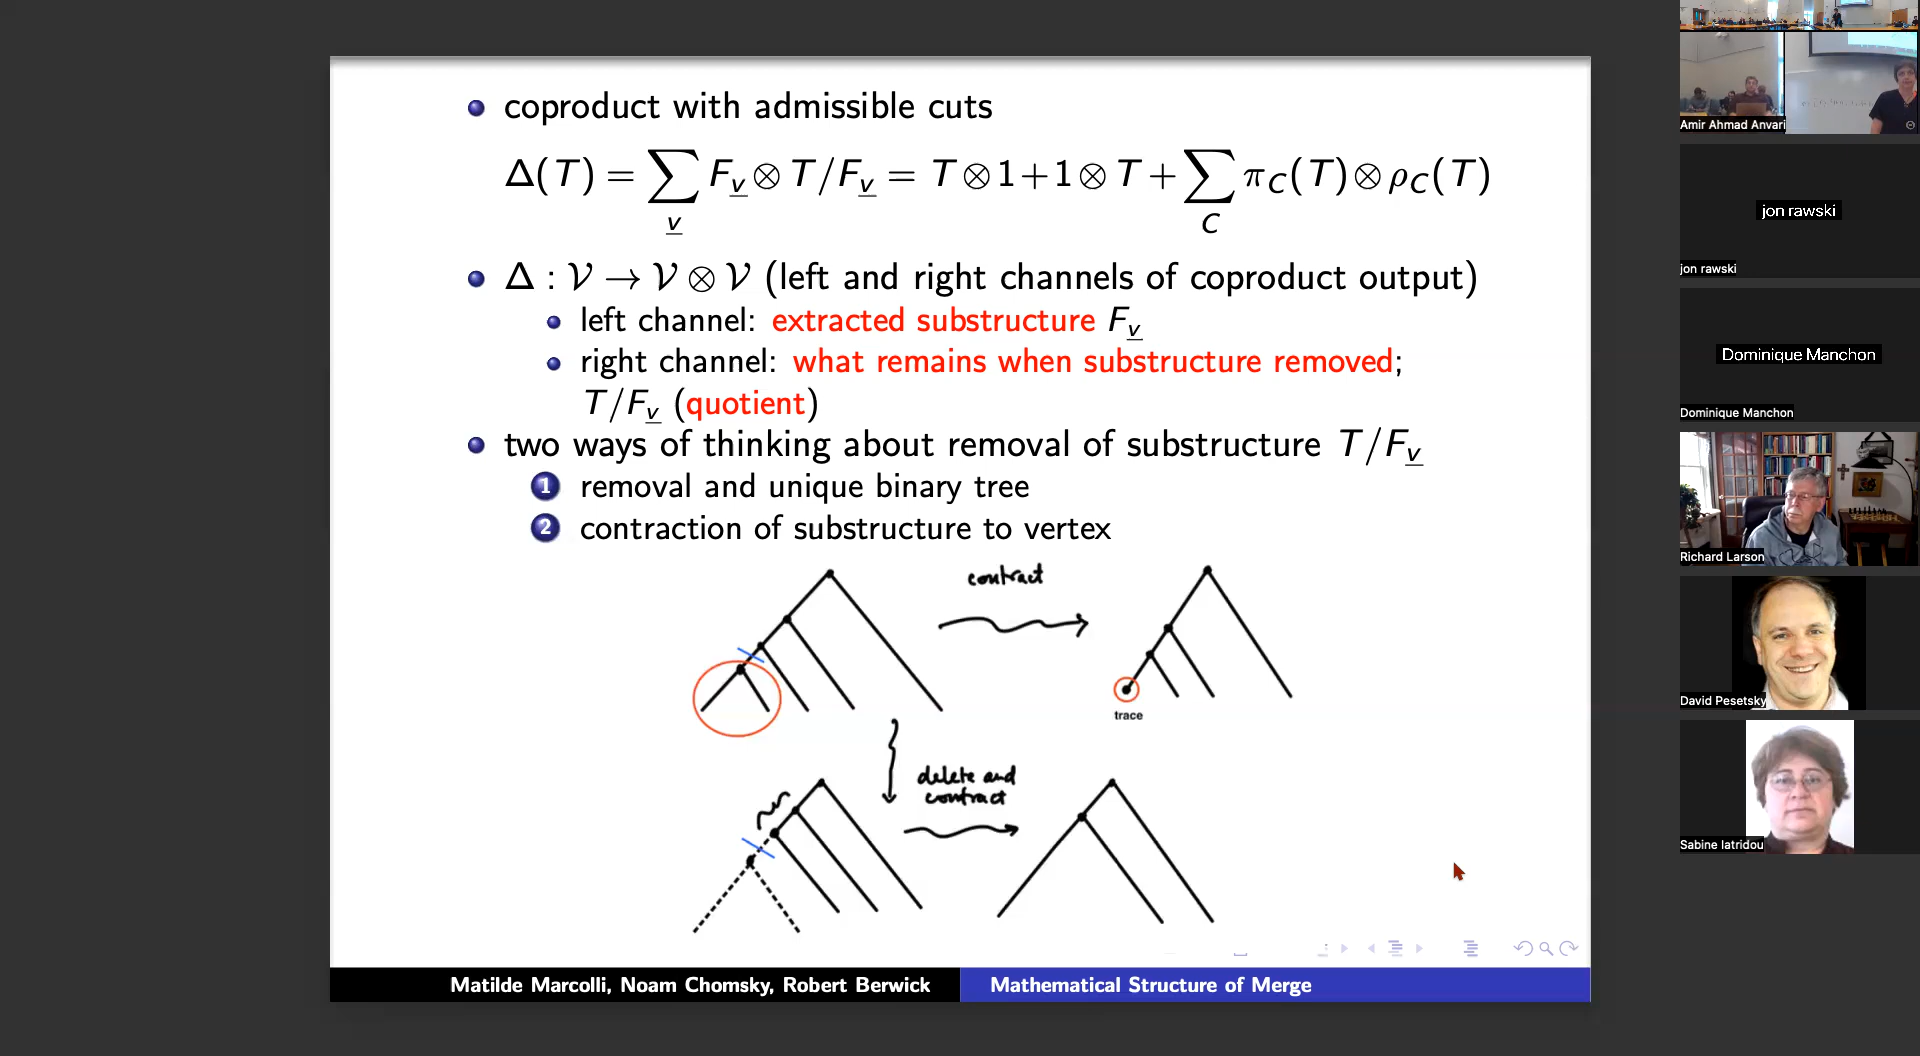 coproduct with admissible cuts
Δ(T) = ∑_v F_v ⊗ T/F_v = T ⊗ 1 + 1 ⊗ T + ∑_C π_C(T) ⊗ ρ_C(T)
Δ : 𝒱 → 𝒱 ⊗ 𝒱 (left and right channels of coproduct output)
left channel: extracted substructure F_v
right channel: what remains when substructure removed;
T/F_v (quotient)
two ways of thinking about removal of substructure T/F_v
1 removal and unique binary tree
2 contraction of substructure to vertex
contract
trace
delete and
contract
Matilde Marcolli, Noam Chomsky, Robert Berwick
Mathematical Structure of Merge
Amir Ahmad Anvari
jon rawski
jon rawski
Dominique Manchon
Dominique Manchon
Richard Larson
David Pesetsky
Sabine Iatridou